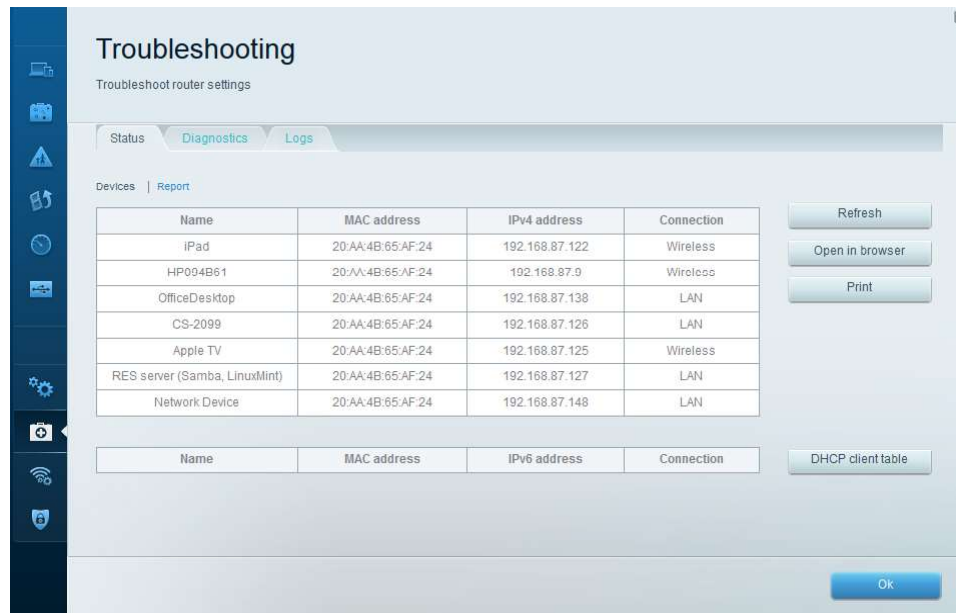 Troubleshooting
Troubleshoot router settings
Status Diagnostics Logs
Devices | Report
Name MAC address IPv4 address Connection
iPad 20:AA:4B:65:AF:24 192.168.87.122 Wireless
HP094B61 20:AA:4B:65:AF:24 192.168.87.9 Wireless
OfficeDesktop 20:AA:4B:65:AF:24 192.168.87.138 LAN
CS-2099 20:AA:4B:65:AF:24 192.168.87.126 LAN
Apple TV 20:AA:4B:65:AF:24 192.168.87.125 Wireless
RES server (Samba, LinuxMint) 20:AA:4B:65:AF:24 192.168.87.127 LAN
Network Device 20:AA:4B:65:AF:24 192.168.87.148 LAN
Refresh
Open in browser
Print
Name MAC address IPv6 address Connection
DHCP client table
Ok